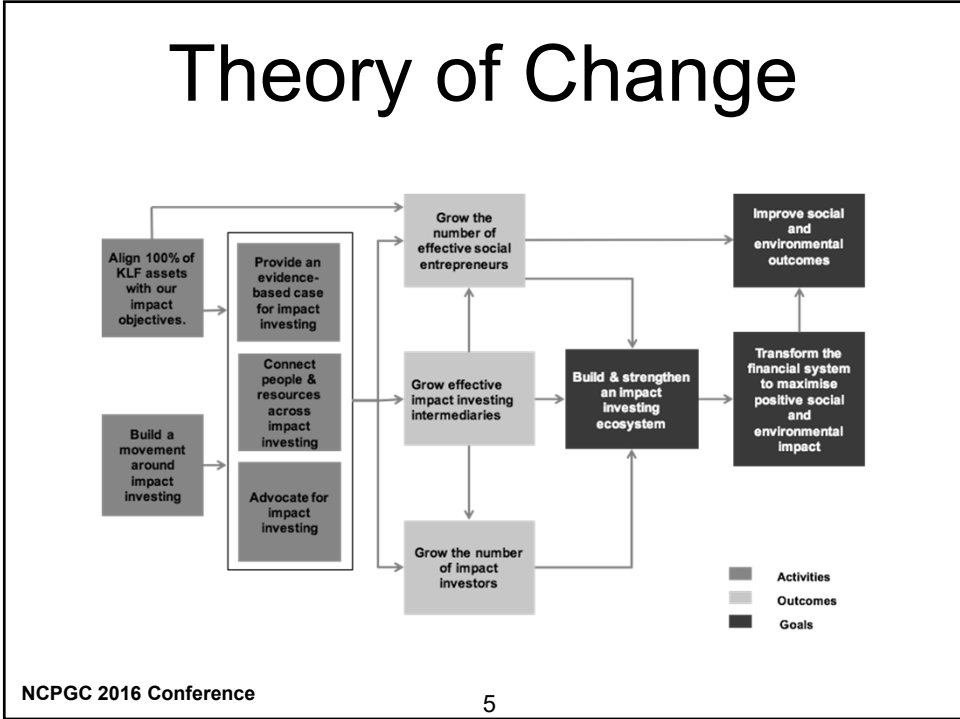 Theory of Change
Align 100% of
KLF assets
with our
impact
objectives.
Build a
movement
around
impact
investing
Provide an
evidence-
based case
for impact
investing
Connect
people &
resources
across
impact
investing
Advocate for
impact
investing
Grow the
number of
effective social
entrepreneurs
Grow effective
impact investing
intermediaries
Grow the number
of impact
investors
Build & strengthen
an impact
investing
ecosystem
Improve social
and
environmental
outcomes
Transform the
financial system
to maximise
positive social
and
environmental
impact
Activities
Outcomes
Goals
NCPGC 2016 Conference
5